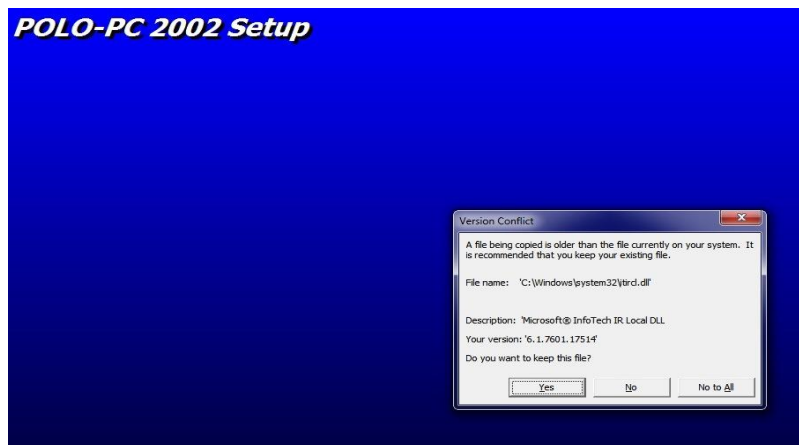 POLO-PC 2002 Setup
Version Conflict
A file being copied is older than the file currently on your system. It
is recommended that you keep your existing file.
File name: 'C:\Windows\system32\itircl.dll'
Description: 'Microsoft® InfoTech IR Local DLL
Your version: '6.1.7601.17514'
Do you want to keep this file?
Yes No No to All